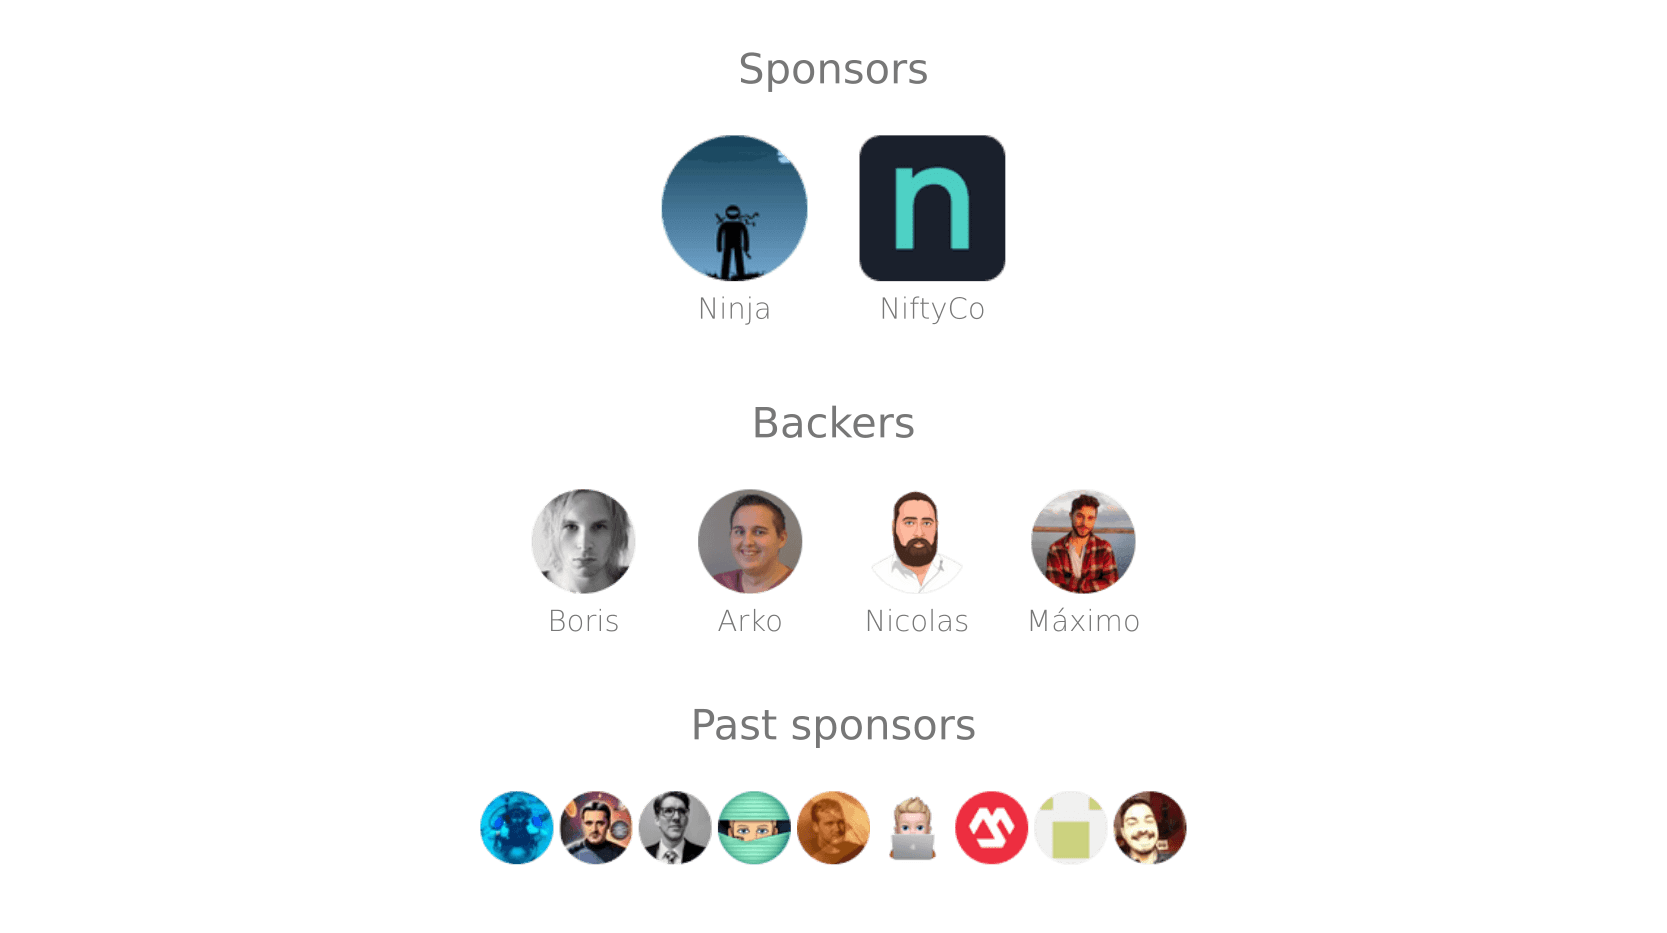 Sponsors
n
Ninja NiftyCo
Backers
Boris Arko Nicolas Máximo
Past sponsors